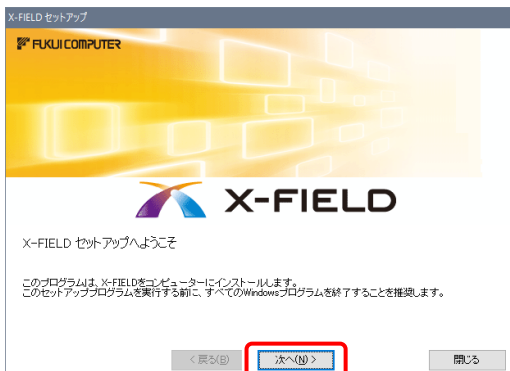 X-FIELD セットアップ
FUKUI COMPUTER
X-FIELD
X-FIELD セットアップへようこそ
このプログラムは、X-FIELDをコンピューターにインストールします。
このセットアッププログラムを実行する前に、すべてのWindowsプログラムを終了することを推奨します。
< 戻る(B) 次へ(N) > 閉じる